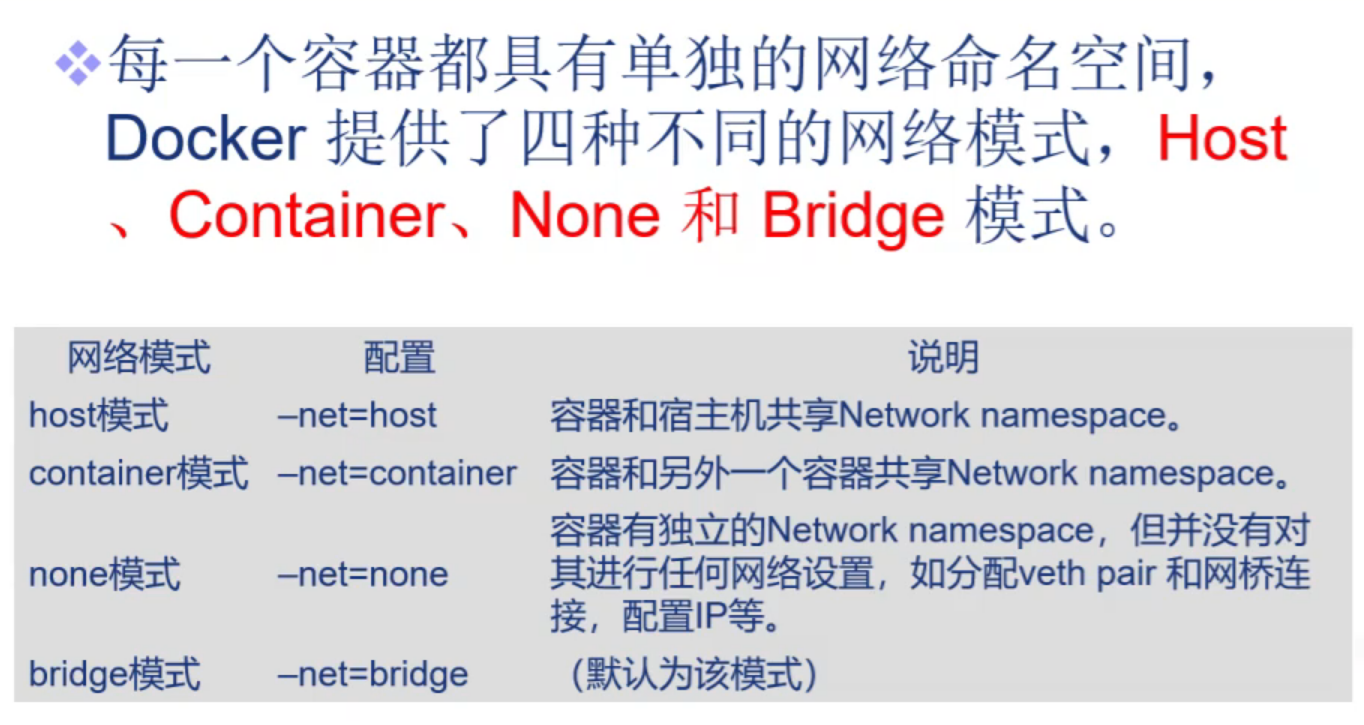 每一个容器都具有单独的网络命名空间，
Docker 提供了四种不同的网络模式，Host
、Container、None 和 Bridge 模式。
网络模式 配置 说明
host模式 –net=host 容器和宿主机共享Network namespace。
container模式 –net=container 容器和另外一个容器共享Network namespace。
none模式 –net=none 容器有独立的Network namespace，但并没有对
其进行任何网络设置，如分配veth pair 和网桥连
接，配置IP等。
bridge模式 –net=bridge （默认为该模式）